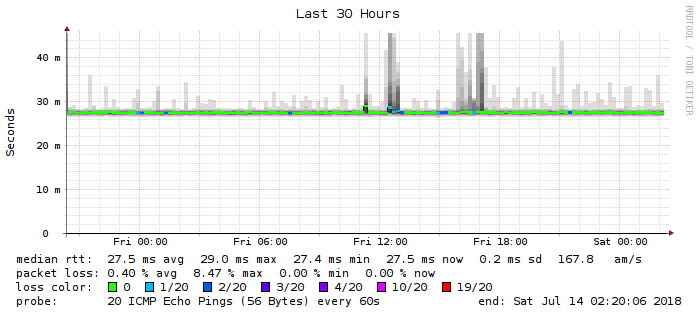 Last 30 Hours
RRDTOOL / TOBI OETIKER
Seconds
40 m
30 m
20 m
10 m
0
Fri 00:00 Fri 06:00 Fri 12:00 Fri 18:00 Sat 00:00
median rtt: 27.5 ms avg 29.0 ms max 27.4 ms min 27.5 ms now 0.2 ms sd 167.8 am/s
packet loss: 0.40 % avg 8.47 % max 0.00 % min 0.00 % now
loss color: 0 1/20 2/20 3/20 4/20 10/20 19/20
probe: 20 ICMP Echo Pings (56 Bytes) every 60s end: Sat Jul 14 02:20:06 2018